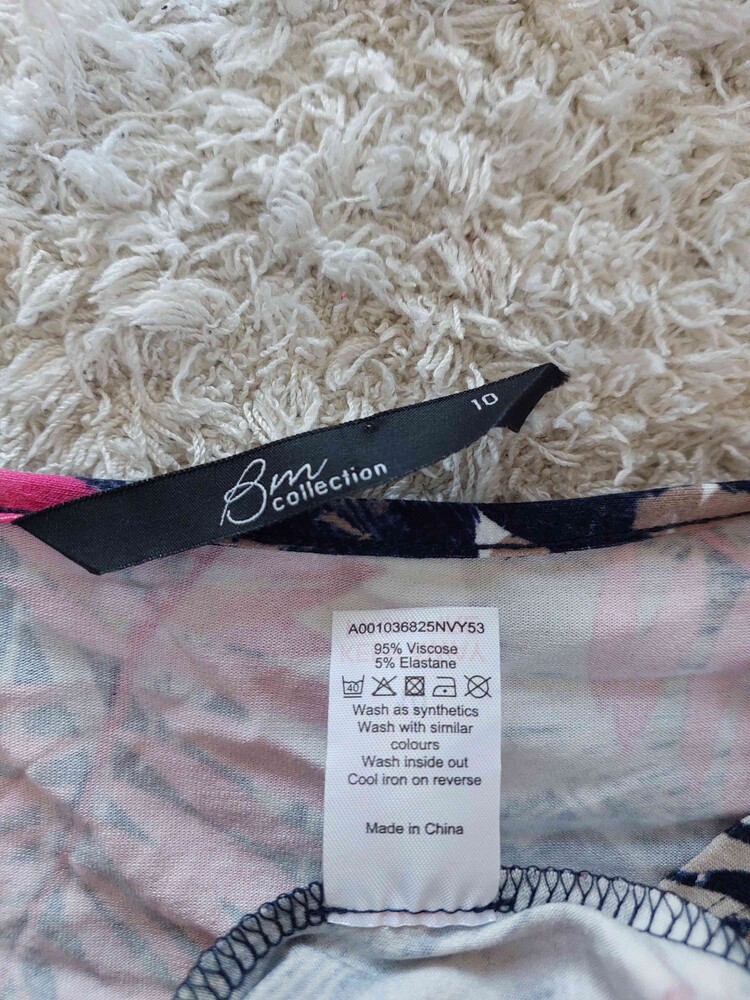 10
Bm
collection
A001036825NVY53
95% Viscose
5% Elastane
40
Wash as synthetics
Wash with similar
colours
Wash inside out
Cool iron on reverse
Made in China